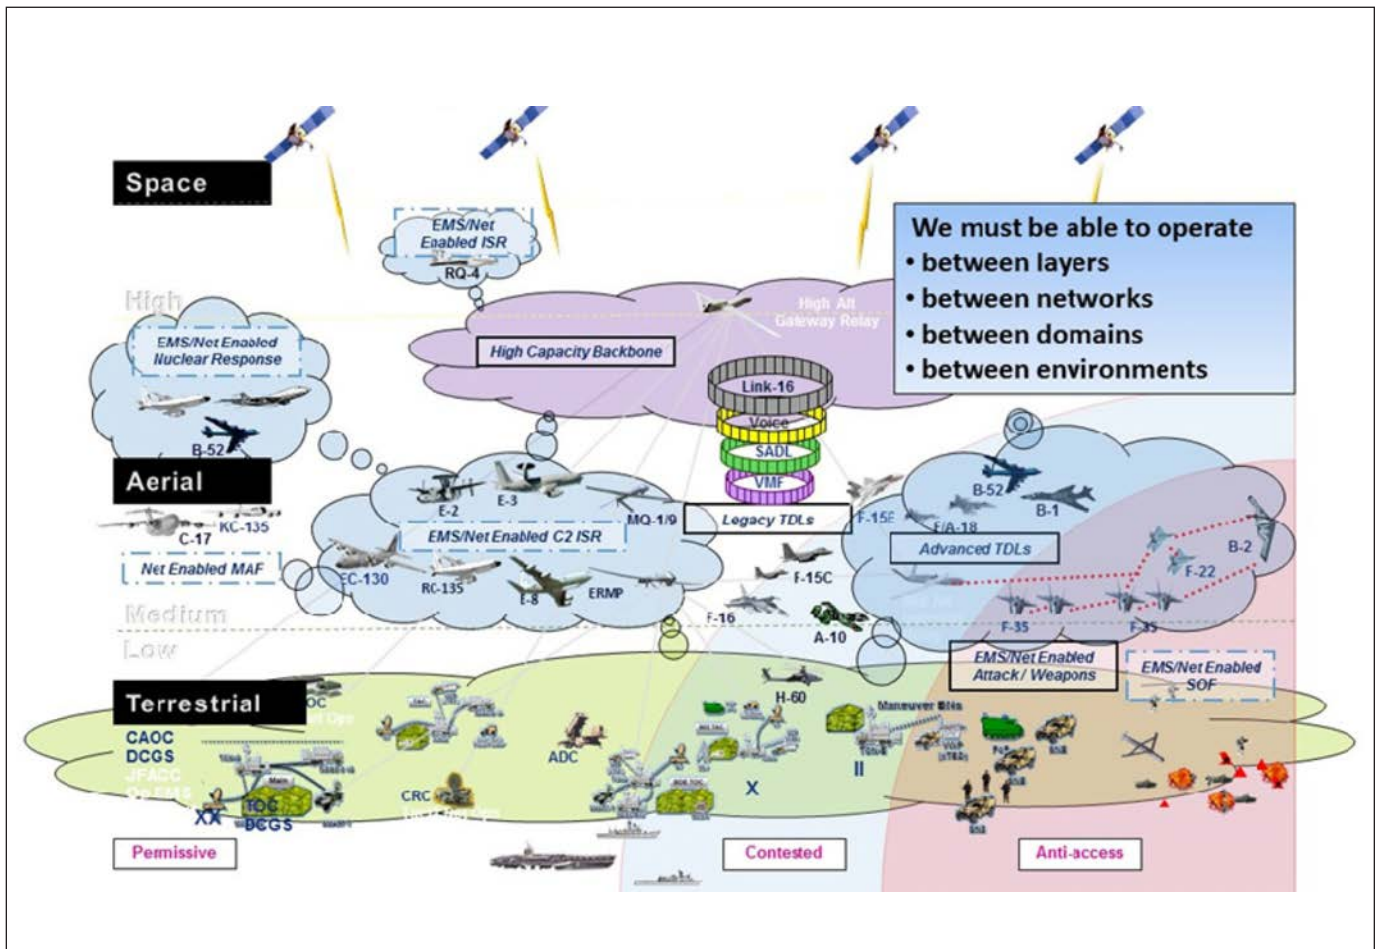 Space
EMS/Net
Enabled ISR
RQ-4
We must be able to operate
• between layers
• between networks
• between domains
• between environments
High
High Alt
Gateway Relay
EMS/Net Enabled
Nuclear Response
High Capacity Backbone
Link-16
Voice
SADL
VMF
B-52
Aerial
E-2
E-3
MQ-1/9
Legacy TDLs
F-15E
F/A-18
B-52
B-1
KC-135
C-17
EMS/Net Enabled C2 ISR
Advanced TDLs
B-2
Net Enabled MAF
EC-130
RC-135
E-8
ERMP
F-15C
F-22
Medium
F-16
A-10
F-35
F-35
Low
EMS/Net Enabled
Attack / Weapons
EMS/Net Enabled
SOF
H-60
Terrestrial
CAOC
DCGS
JFACC
ADC
Main
CRC
TOC
DCGS
XX
X
II
Permissive
Contested
Anti-access